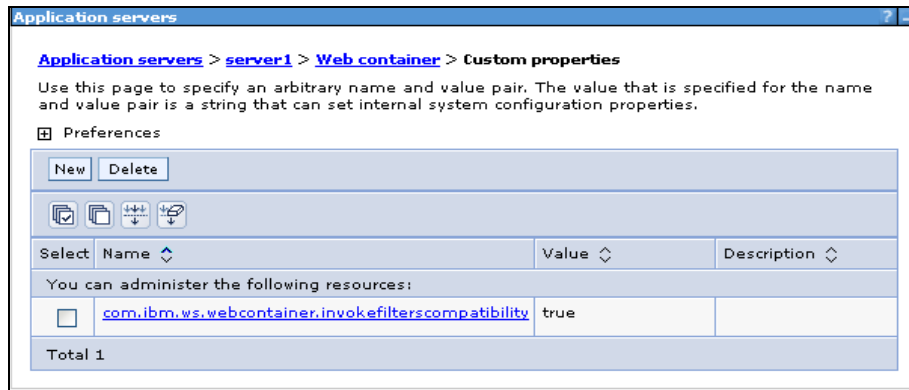 Application servers ? –
Application servers > server1 > Web container > Custom properties
Use this page to specify an arbitrary name and value pair. The value that is specified for the name
and value pair is a string that can set internal system configuration properties.
Preferences
New Delete
Select Name Value Description
You can administer the following resources:
com.ibm.ws.webcontainer.invokefilterscompatibility true
Total 1